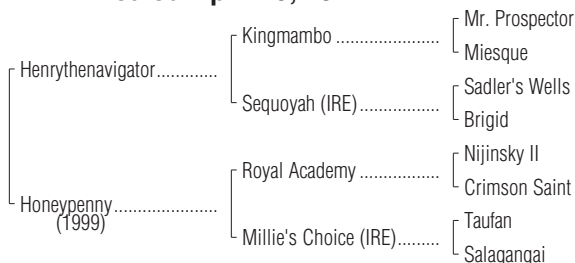 Mr. Prospector
Kingmambo
Miesque
Henrythenavigator
Sadler's Wells
Sequoyah (IRE)
Brigid
Nijinsky II
Royal Academy
Crimson Saint
Honeypenny
(1999)
Taufan
Millie's Choice (IRE)
Salagangai